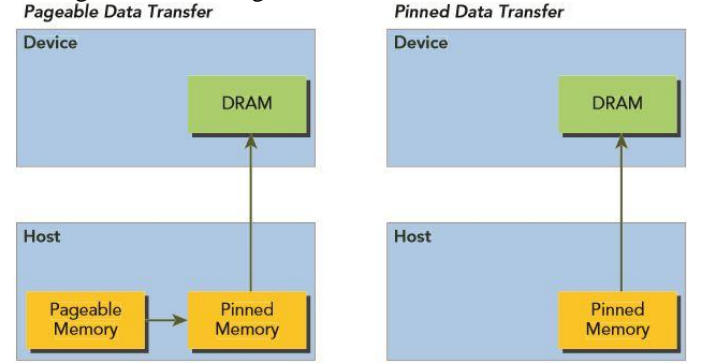 Pageable Data Transfer
Device
DRAM
Host
Pageable
Memory
Pinned
Memory
Pinned Data Transfer
Device
DRAM
Host
Pinned
Memory